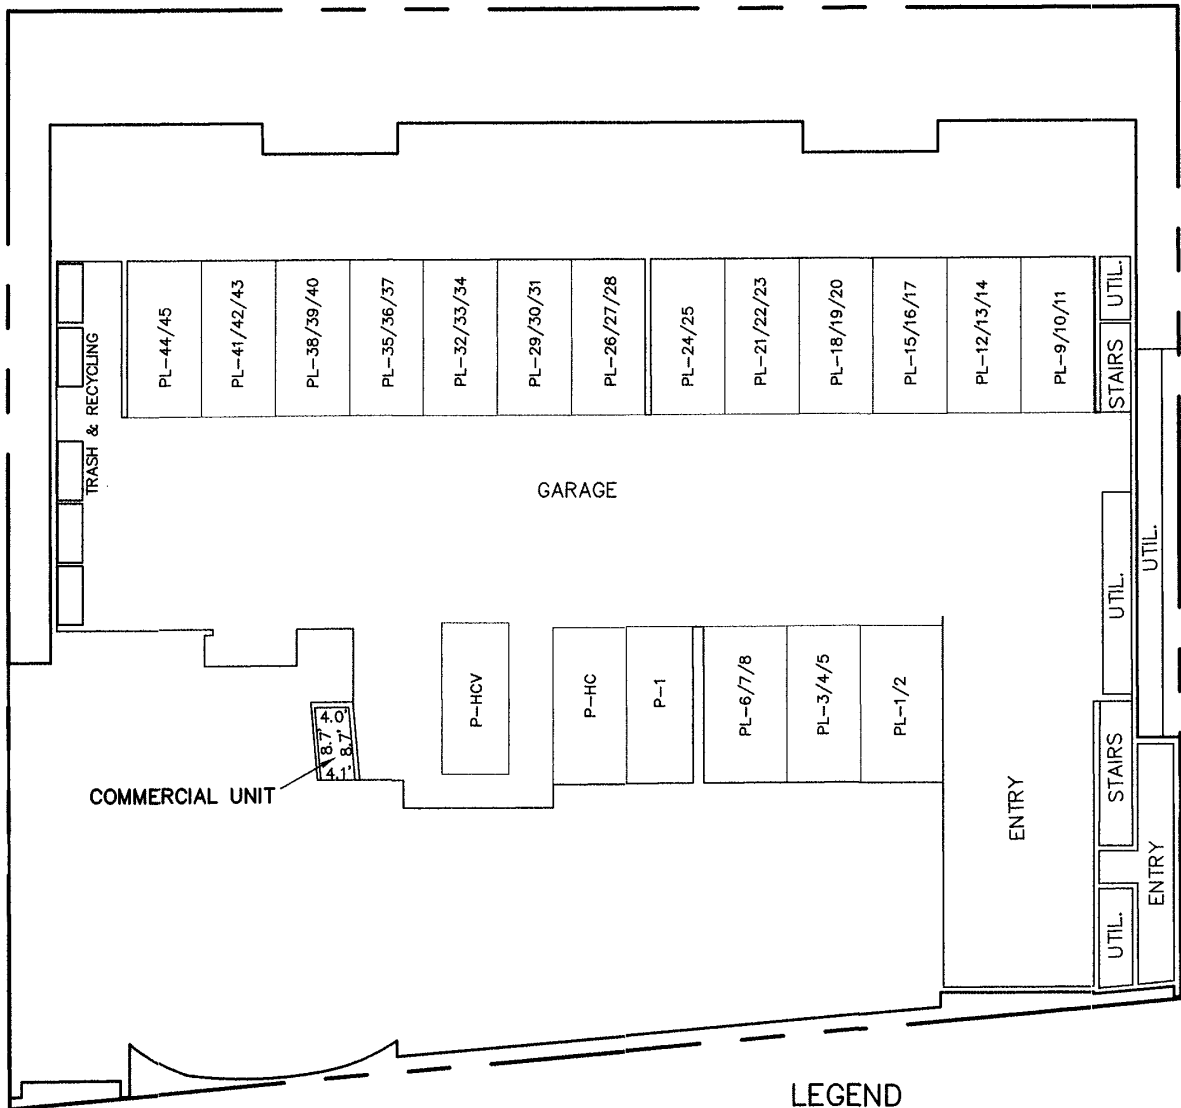 PL-44/45
PL-41/42/43
PL-38/39/40
PL-35/36/37
PL-32/33/34
PL-29/30/31
PL-26/27/28
PL-24/25
PL-21/22/23
PL-18/19/20
PL-15/16/17
PL-12/13/14
PL-9/10/11
UTIL.
STAIRS
TRASH & RECYCLING
GARAGE
UTIL.
UTIL.
P-HCV
P-HC
P-1
PL-6/7/8
PL-3/4/5
PL-1/2
4.0'
8.7'
8.7'
4.1'
COMMERCIAL UNIT
ENTRY
STAIRS
ENTRY
UTIL.
LEGEND